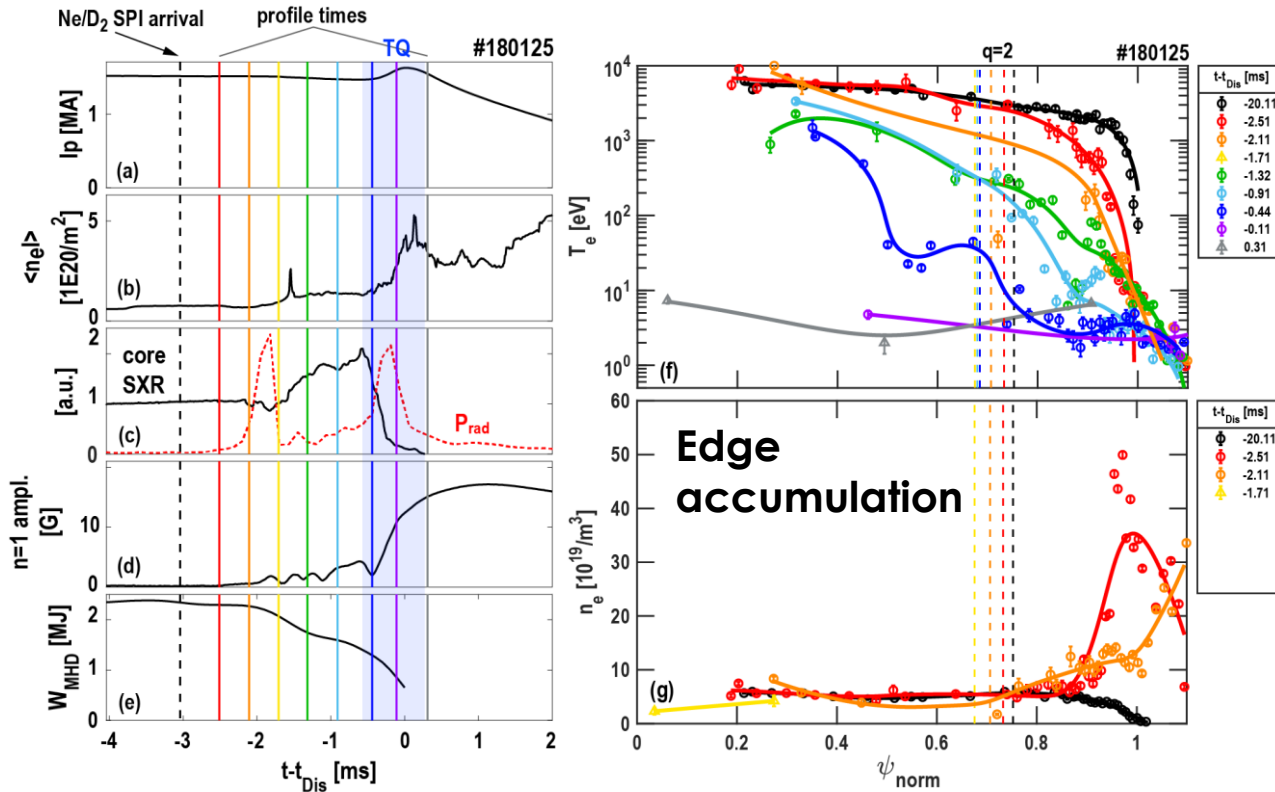 Ne/D2 SPI arrival
profile times
TQ
#180125
Ip [MA]
1
0
(a)
<nel>
[1E20/m2]
5
0
(b)
core
SXR
[a.u.]
2
1
0
Prad
(c)
n=1 ampl.
[G]
10
0
(d)
WMHD [MJ]
2
1
0
(e)
-4 -3 -2 -1 0 1 2
t-tDis [ms]
q=2
#180125
Te [eV]
10^4
10^3
10^2
10^1
10^0
(f)
t-tDis [ms]
-20.11
-2.51
-2.11
-1.71
-1.32
-0.91
-0.44
-0.11
0.31
Edge
accumulation
ne [10^19/m3]
60
50
40
30
20
10
0
(g)
0 0.2 0.4 0.6 0.8 1
ψnorm
t-tDis [ms]
-20.11
-2.51
-2.11
-1.71